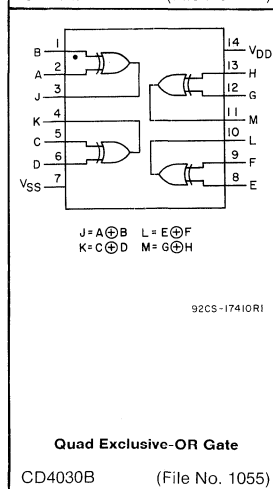 1
B
2
A
3
J
4
K
5
C
6
D
7
VSS
14
VDD
13
H
12
G
11
M
10
L
9
F
8
E
J=A⊕B L=E⊕F
K=C⊕D M=G⊕H
92CS-17410R1
Quad Exclusive-OR Gate
CD4030B (File No. 1055)